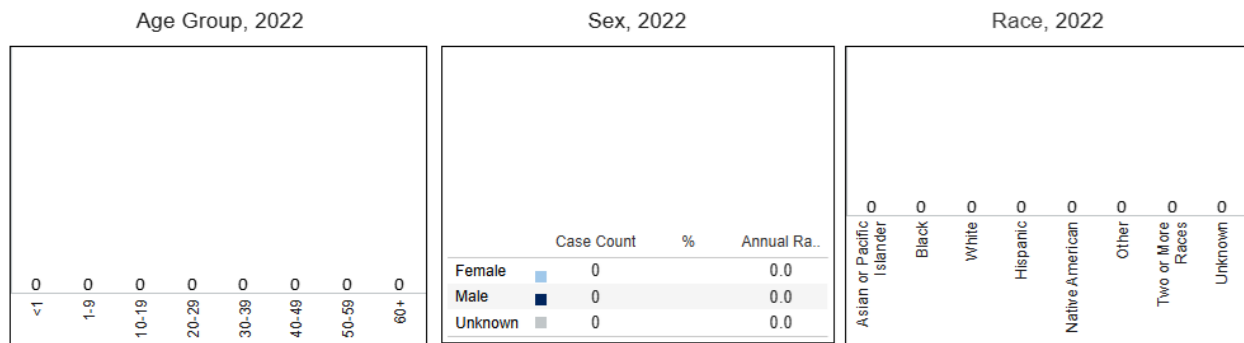 Age Group, 2022
0 0 0 0 0 0 0 0
<1 1-9 10-19 20-29 30-39 40-49 50-59 60+
Sex, 2022
Case Count % Annual Ra..
Female 0 0.0
Male 0 0.0
Unknown 0 0.0
Race, 2022
0 0 0 0 0 0 0 0
Asian or Pacific
Islander
Black
White
Hispanic
Native American
Other
Two or More
Races
Unknown